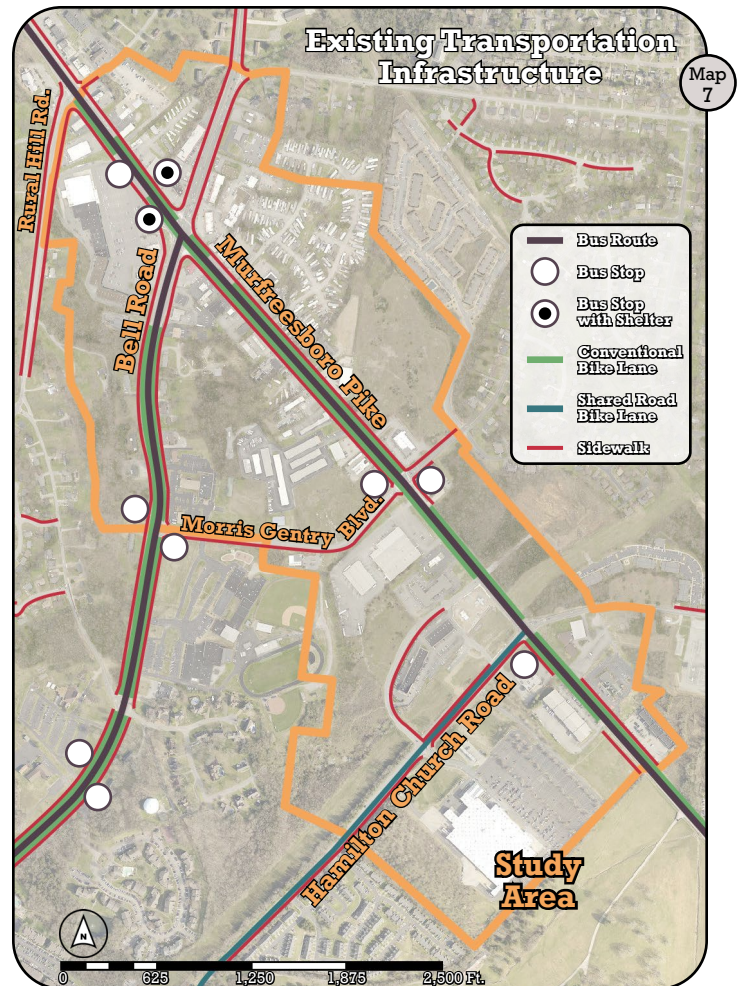 Existing Transportation
Infrastructure
Map
7
Rural Hill Rd.
Bell Road
Murfreesboro Pike
Bus Route
Bus Stop
Bus Stop
with Shelter
Conventional
Bike Lane
Shared Road
Bike Lane
Sidewalk
Morris Gentry Blvd.
Hamilton Church Road
Study
Area
N
0 625 1,250 1,875 2,500 Ft.